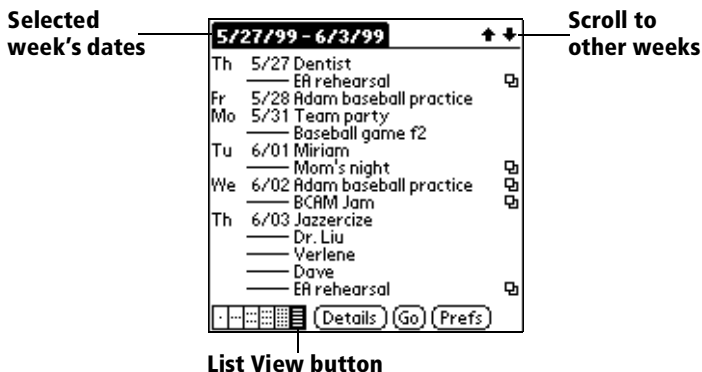 Selected
week's dates
Scroll to
other weeks
5/27/99 - 6/3/99
Th 5/27 Dentist
EA rehearsal
Fr 5/28 Adam baseball practice
Mo 5/31 Team party
Baseball game f2
Tu 6/01 Miriam
Mom's night
We 6/02 Adam baseball practice
BCAM Jam
Th 6/03 Jazzercize
Dr. Liu
Verlene
Dave
EA rehearsal
Details Go Prefs
List View button